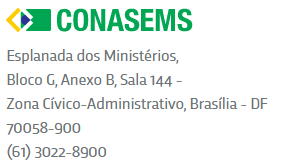 CONASEMS
Esplanada dos Ministérios,
Bloco G, Anexo B, Sala 144 -
Zona Cívico-Administrativo, Brasília - DF
70058-900
(61) 3022-8900